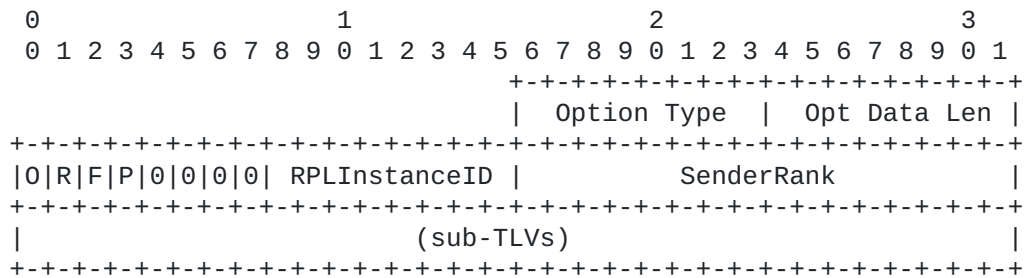 0                   1                   2                   3
 0 1 2 3 4 5 6 7 8 9 0 1 2 3 4 5 6 7 8 9 0 1 2 3 4 5 6 7 8 9 0 1
                                +-+-+-+-+-+-+-+-+-+-+-+-+-+-+-+-+
                                |  Option Type  |  Opt Data Len |
+-+-+-+-+-+-+-+-+-+-+-+-+-+-+-+-+-+-+-+-+-+-+-+-+-+-+-+-+-+-+-+-+
|O|R|F|P|0|0|0|0| RPLInstanceID |          SenderRank           |
+-+-+-+-+-+-+-+-+-+-+-+-+-+-+-+-+-+-+-+-+-+-+-+-+-+-+-+-+-+-+-+-+
|                         (sub-TLVs)                            |
+-+-+-+-+-+-+-+-+-+-+-+-+-+-+-+-+-+-+-+-+-+-+-+-+-+-+-+-+-+-+-+-+